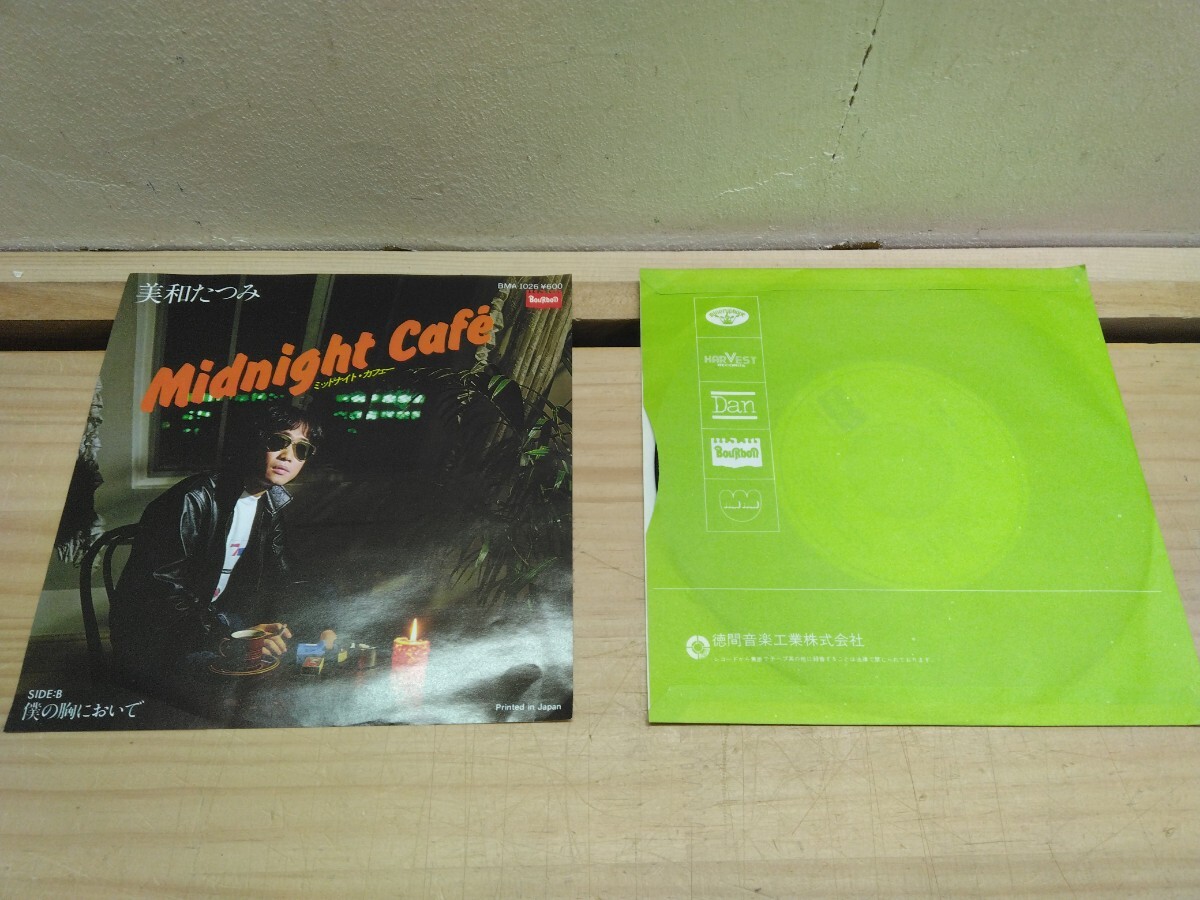 美和たつみ
BMA 1026 ¥600
BouRboN
Midnight Café
ミッドナイト・カフェー
SIDE:B
僕の胸においで
Printed in Japan
HARVEST
Dan
BouRboN
徳間音楽工業株式会社